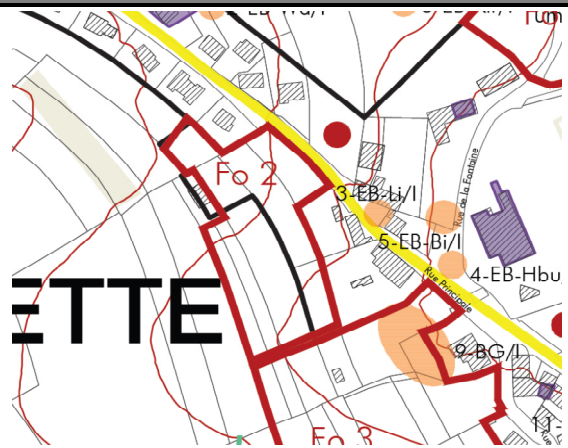 Fo 2
3-EB-Li/I
Rue de la Fontaine
5-EB-Bi/I
4-EB-Hbu
Rue Principale
ETTE
9-BG/I
Fo 3
11-